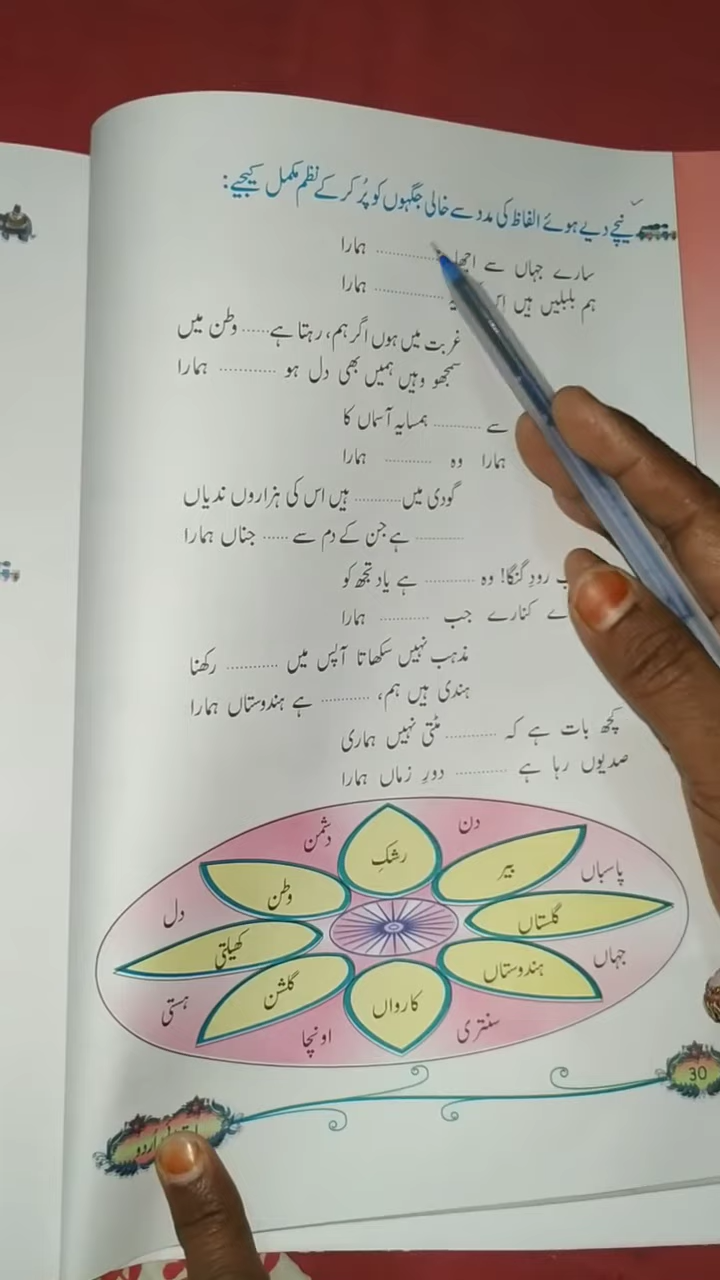 نیچے دیے ہوئے الفاظ کی مدد سے خالی جگہوں کو پُر کر کے نظم مکمل کیجیے:
سارے جہاں سے اچھا ............ ہمارا
ہم بلبلیں ہیں اس ............ ہمارا
غربت میں ہوں اگر ہم، رہتا ہے ...... وطن میں
سمجھو وہیں ہمیں بھی دل ہو ............ ہمارا
سے ............ ہمسایہ آسماں کا
ہمارا وہ ............ ہمارا
گودی میں ............ ہیں اس کی ہزاروں ندیاں
............ ہے جن کے دم سے ...... جناں ہمارا
رودِ گنگا! وہ ............ ہے یاد تجھ کو
کنارے جب ............ ہمارا
مذہب نہیں سکھاتا آپس میں ............ رکھنا
ہندی ہیں ہم، ............ ہے ہندوستاں ہمارا
کچھ بات ہے کہ ............ مٹتی نہیں ہماری
صدیوں رہا ہے ............ دورِ زماں ہمارا
دن
دشمن
رشکِ
بیر
پاسباں
وطن
دل
گلستاں
کھیلتی
جہاں
ہندوستاں
گلشن
کارواں
ہستی
سنتری
اونچا
30